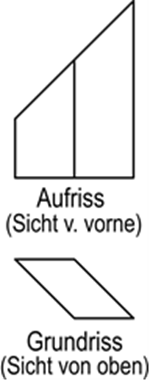 Aufriss
(Sicht v. vorne)
Grundriss
(Sicht von oben)